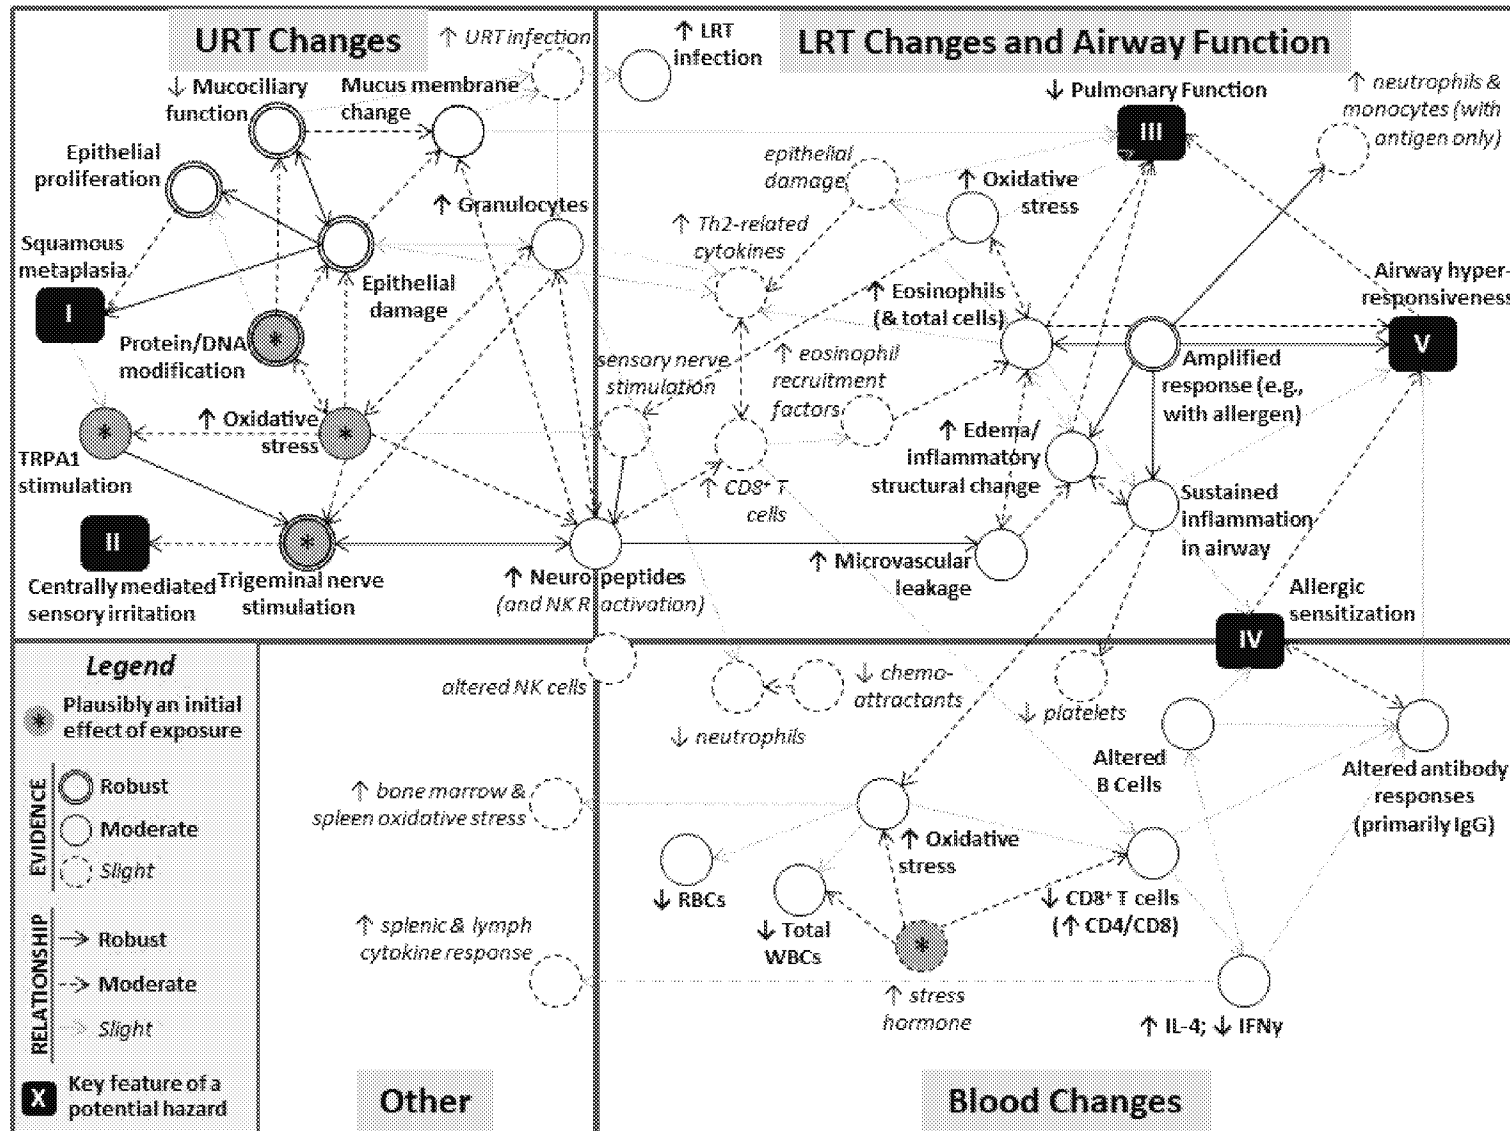 URT Changes
↑ URT infection
↓ Mucociliary
function
Mucus membrane
change
Epithelial
proliferation
↑ Granulocytes
Squamous
metaplasia
I
Epithelial
damage
*
Protein/DNA
modification
↑ Oxidative
stress
*
*
TRPA1
stimulation
II
Centrally mediated
sensory irritation
*
Trigeminal nerve
stimulation
↑ Neuropeptides
(and NK R activation)
LRT Changes and Airway Function
↑ LRT
infection
↓ Pulmonary Function
III
↑ neutrophils &
monocytes (with
antigen only)
epithelial
damage
↑ Oxidative
stress
↑ Th2-related
cytokines
↑ Eosinophils
(& total cells)
Airway hyper-
responsiveness
V
sensory nerve
stimulation
↑ eosinophil
recruitment
factors
Amplified
response (e.g.,
with allergen)
↑ Edema/
inflammatory
structural change
↑ CD8⁺ T
cells
Sustained
inflammation
in airway
↑ Microvascular
leakage
Allergic
sensitization
IV
Legend
*
Plausibly an initial
effect of exposure
EVIDENCE
Robust
Moderate
Slight
RELATIONSHIP
Robust
Moderate
Slight
X
Key feature of a
potential hazard
altered NK cells
↑ bone marrow &
spleen oxidative stress
↑ splenic & lymph
cytokine response
Other
↓ chemo-
attractants
↓ neutrophils
↓ platelets
Altered
B Cells
Altered antibody
responses
(primarily IgG)
↑ Oxidative
stress
↓ RBCs
↓ Total
WBCs
↓ CD8⁺ T cells
(↑ CD4/CD8)
*
↑ stress
hormone
↑ IL-4; ↓ IFNγ
Blood Changes